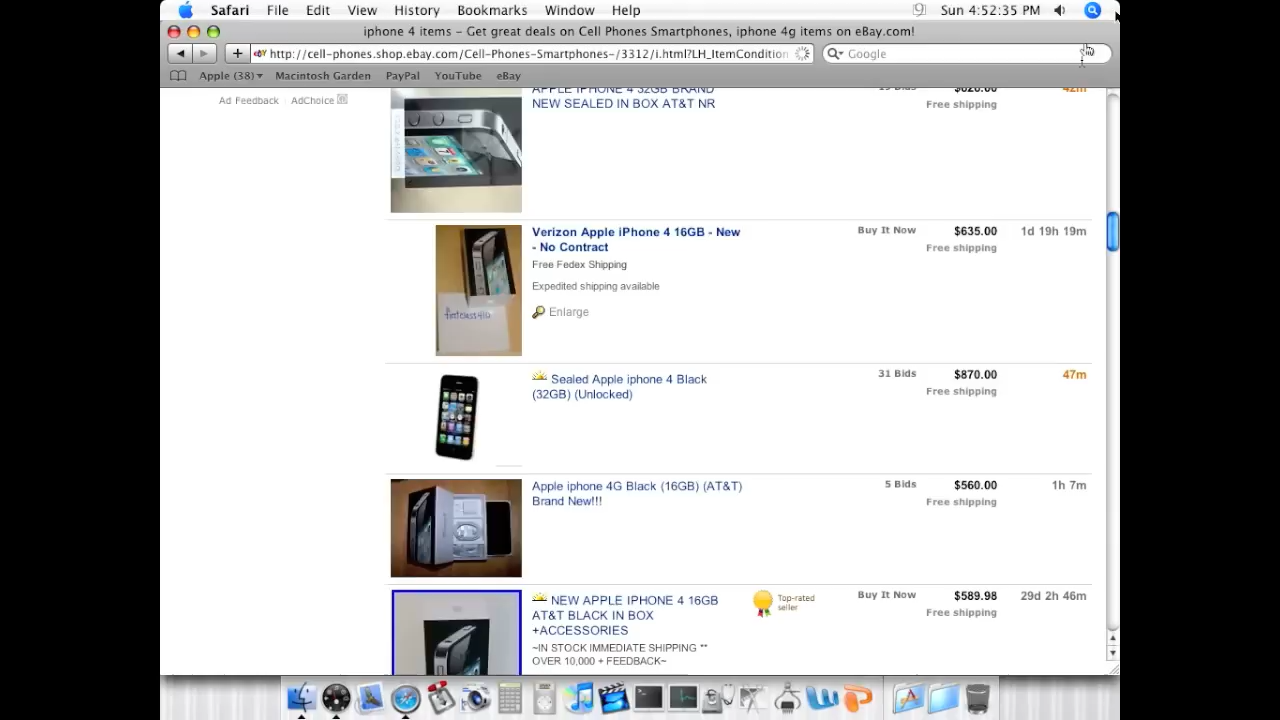 Safari File Edit View History Bookmarks Window Help Sun 4:52:35 PM
iphone 4 items – Get great deals on Cell Phones Smartphones, iphone 4g items on eBay.com!
http://cell-phones.shop.ebay.com/Cell-Phones-Smartphones-/3312/i.html?LH_ItemCondition Google
Apple (38) Macintosh Garden PayPal YouTube eBay
Ad Feedback AdChoice
APPLE IPHONE 4 32GB BRAND
NEW SEALED IN BOX AT&T NR
Free shipping
Verizon Apple iPhone 4 16GB - New Buy It Now $635.00 1d 19h 19m
- No Contract Free shipping
Free Fedex Shipping
Expedited shipping available
Enlarge
Sealed Apple iphone 4 Black 31 Bids $870.00 47m
(32GB) (Unlocked) Free shipping
Apple iphone 4G Black (16GB) (AT&T) 5 Bids $560.00 1h 7m
Brand New!!! Free shipping
NEW APPLE IPHONE 4 16GB Top-rated Buy It Now $589.98 29d 2h 46m
AT&T BLACK IN BOX seller Free shipping
+ACCESSORIES
~IN STOCK IMMEDIATE SHIPPING **
OVER 10,000 + FEEDBACK~